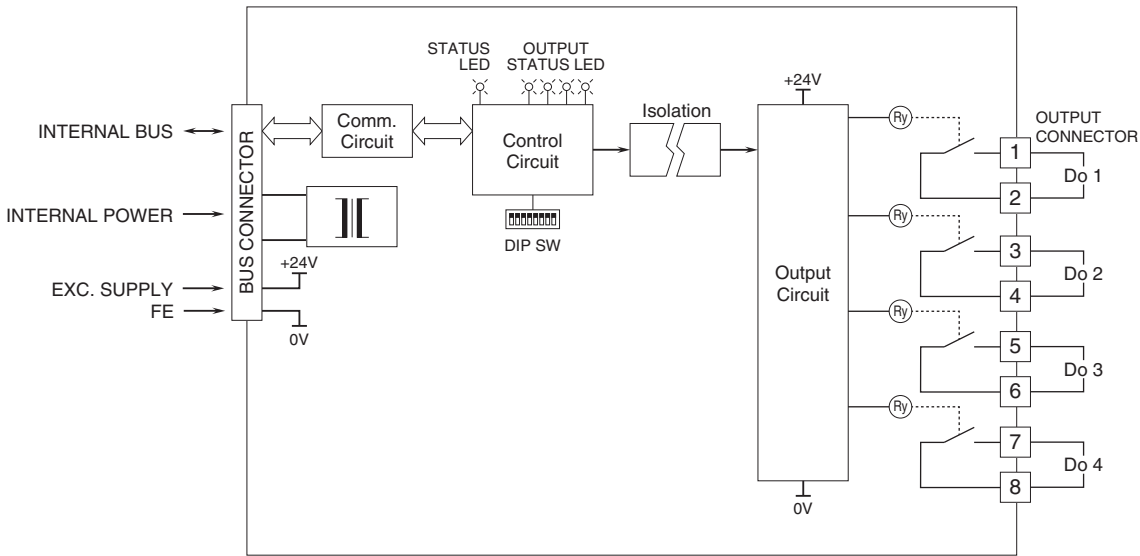 STATUS
LED
OUTPUT
STATUS LED
INTERNAL BUS
INTERNAL POWER
EXC. SUPPLY
FE
BUS CONNECTOR
Comm.
Circuit
Control
Circuit
DIP SW
+24V
0V
Isolation
+24V
Output
Circuit
0V
Ry
Ry
Ry
Ry
OUTPUT
CONNECTOR
1
2
Do 1
3
4
Do 2
5
6
Do 3
7
8
Do 4